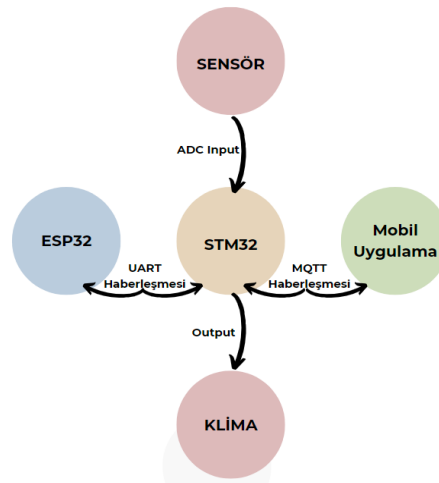 SENSÖR
ADC Input
ESP32
STM32
Mobil
Uygulama
UART
Haberleşmesi
MQTT
Haberleşmesi
Output
KLİMA